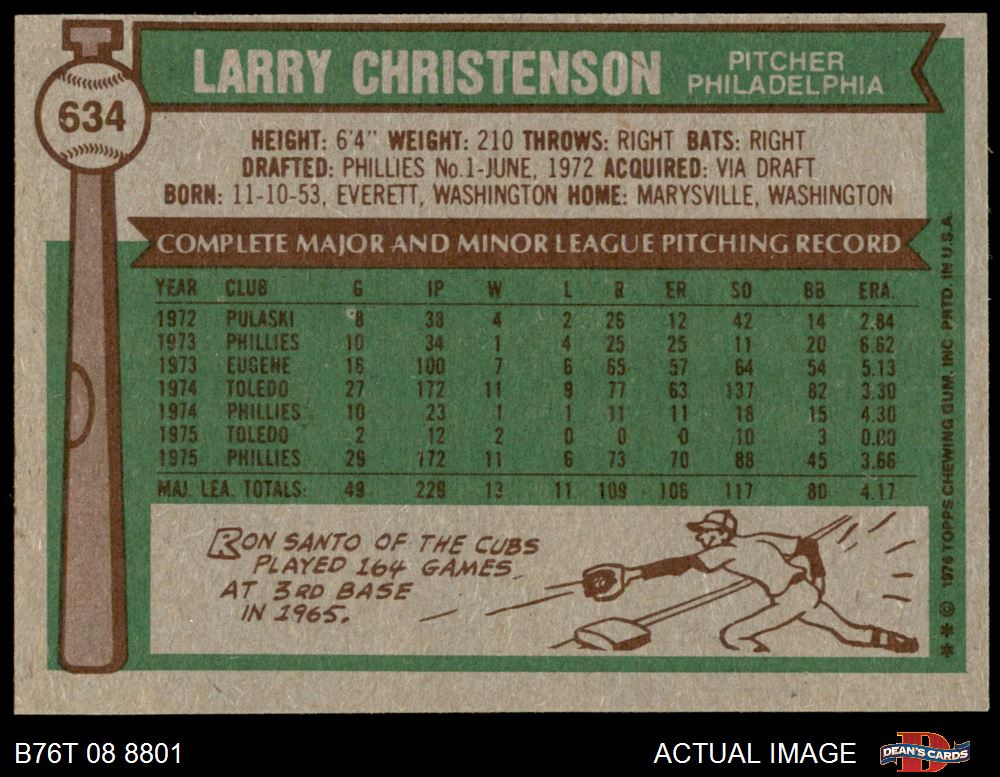 634
LARRY CHRISTENSON
PITCHER
PHILADELPHIA
HEIGHT: 6'4" WEIGHT: 210 THROWS: RIGHT BATS: RIGHT
DRAFTED: PHILLIES No.1-JUNE, 1972 ACQUIRED: VIA DRAFT
BORN: 11-10-53, EVERETT, WASHINGTON HOME: MARYSVILLE, WASHINGTON
COMPLETE MAJOR AND MINOR LEAGUE PITCHING RECORD
YEAR CLUB G IP W L R ER SO BB ERA.
1972 PULASKI 8 38 4 2 26 12 42 14 2.84
1973 PHILLIES 10 34 1 4 25 25 11 20 6.62
1973 EUGENE 16 100 7 6 65 57 64 54 5.13
1974 TOLEDO 27 172 11 9 77 63 137 82 3.30
1974 PHILLIES 10 23 1 1 11 11 18 15 4.30
1975 TOLEDO 2 12 2 0 0 0 10 3 0.00
1975 PHILLIES 29 172 11 6 73 70 88 45 3.66
MAJ. LEA. TOTALS: 49 229 13 11 109 106 117 80 4.17
RON SANTO OF THE CUBS
PLAYED 164 GAMES
AT 3RD BASE
IN 1965.
** © 1976 TOPPS CHEWING GUM, INC PRTD. IN U.S.A.
B76T 08 8801
ACTUAL IMAGE
DEAN'S CARDS